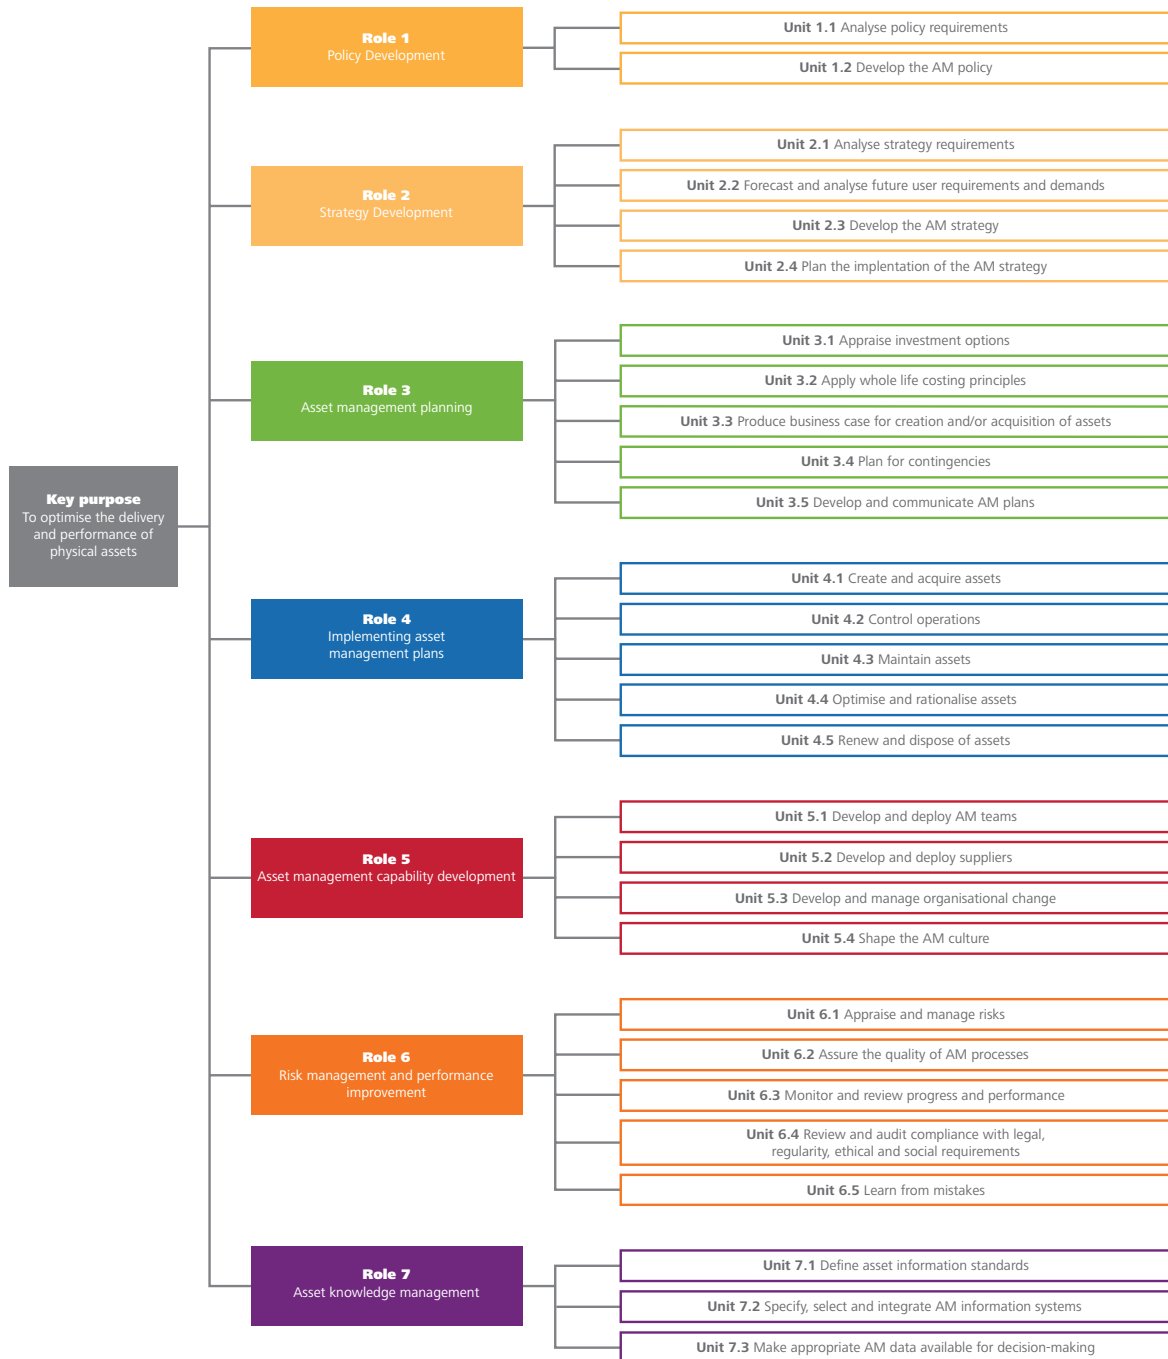 Key purpose
To optimise the delivery
and performance of
physical assets
Role 1
Policy Development
Unit 1.1 Analyse policy requirements
Unit 1.2 Develop the AM policy
Role 2
Strategy Development
Unit 2.1 Analyse strategy requirements
Unit 2.2 Forecast and analyse future user requirements and demands
Unit 2.3 Develop the AM strategy
Unit 2.4 Plan the implentation of the AM strategy
Role 3
Asset management planning
Unit 3.1 Appraise investment options
Unit 3.2 Apply whole life costing principles
Unit 3.3 Produce business case for creation and/or acquisition of assets
Unit 3.4 Plan for contingencies
Unit 3.5 Develop and communicate AM plans
Role 4
Implementing asset
management plans
Unit 4.1 Create and acquire assets
Unit 4.2 Control operations
Unit 4.3 Maintain assets
Unit 4.4 Optimise and rationalise assets
Unit 4.5 Renew and dispose of assets
Role 5
Asset management capability development
Unit 5.1 Develop and deploy AM teams
Unit 5.2 Develop and deploy suppliers
Unit 5.3 Develop and manage organisational change
Unit 5.4 Shape the AM culture
Role 6
Risk management and performance
improvement
Unit 6.1 Appraise and manage risks
Unit 6.2 Assure the quality of AM processes
Unit 6.3 Monitor and review progress and performance
Unit 6.4 Review and audit compliance with legal,
regularity, ethical and social requirements
Unit 6.5 Learn from mistakes
Role 7
Asset knowledge management
Unit 7.1 Define asset information standards
Unit 7.2 Specify, select and integrate AM information systems
Unit 7.3 Make appropriate AM data available for decision-making